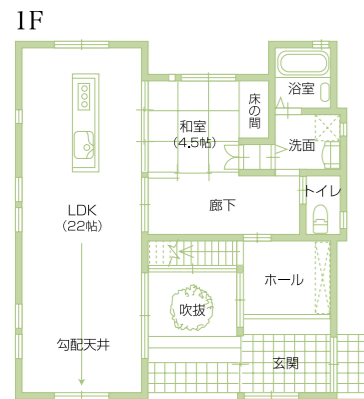 1F
浴室
床の間
和室
(4.5帖)
洗面
トイレ
LDK
(22帖)
廊下
ホール
吹抜
勾配天井
玄関